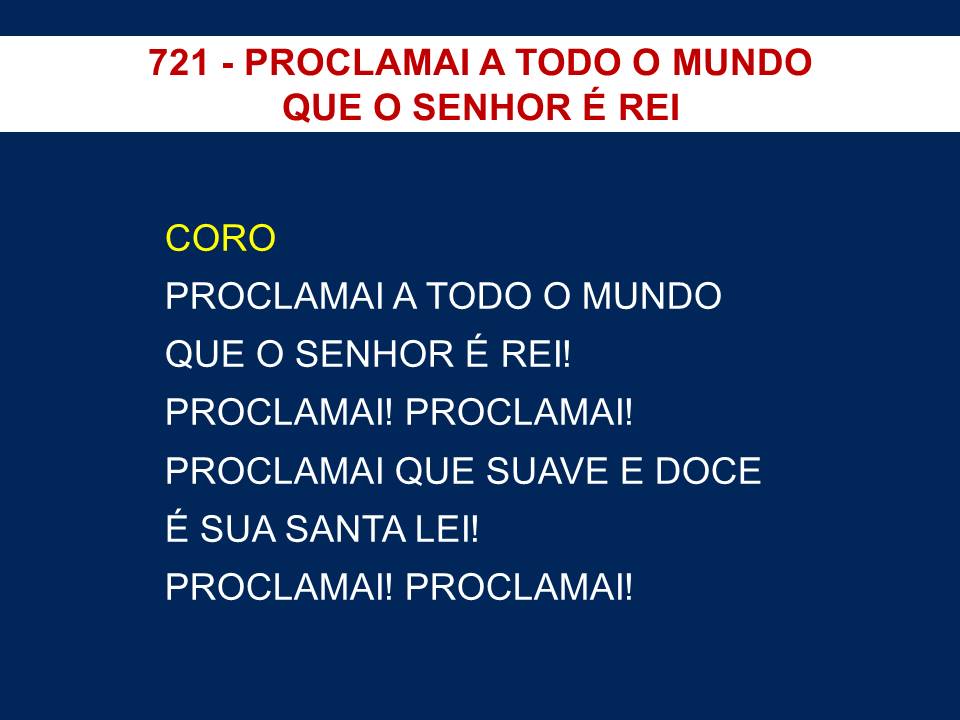 721 - PROCLAMAI A TODO O MUNDO
QUE O SENHOR É REI
CORO
PROCLAMAI A TODO O MUNDO
QUE O SENHOR É REI!
PROCLAMAI! PROCLAMAI!
PROCLAMAI QUE SUAVE E DOCE
É SUA SANTA LEI!
PROCLAMAI! PROCLAMAI!